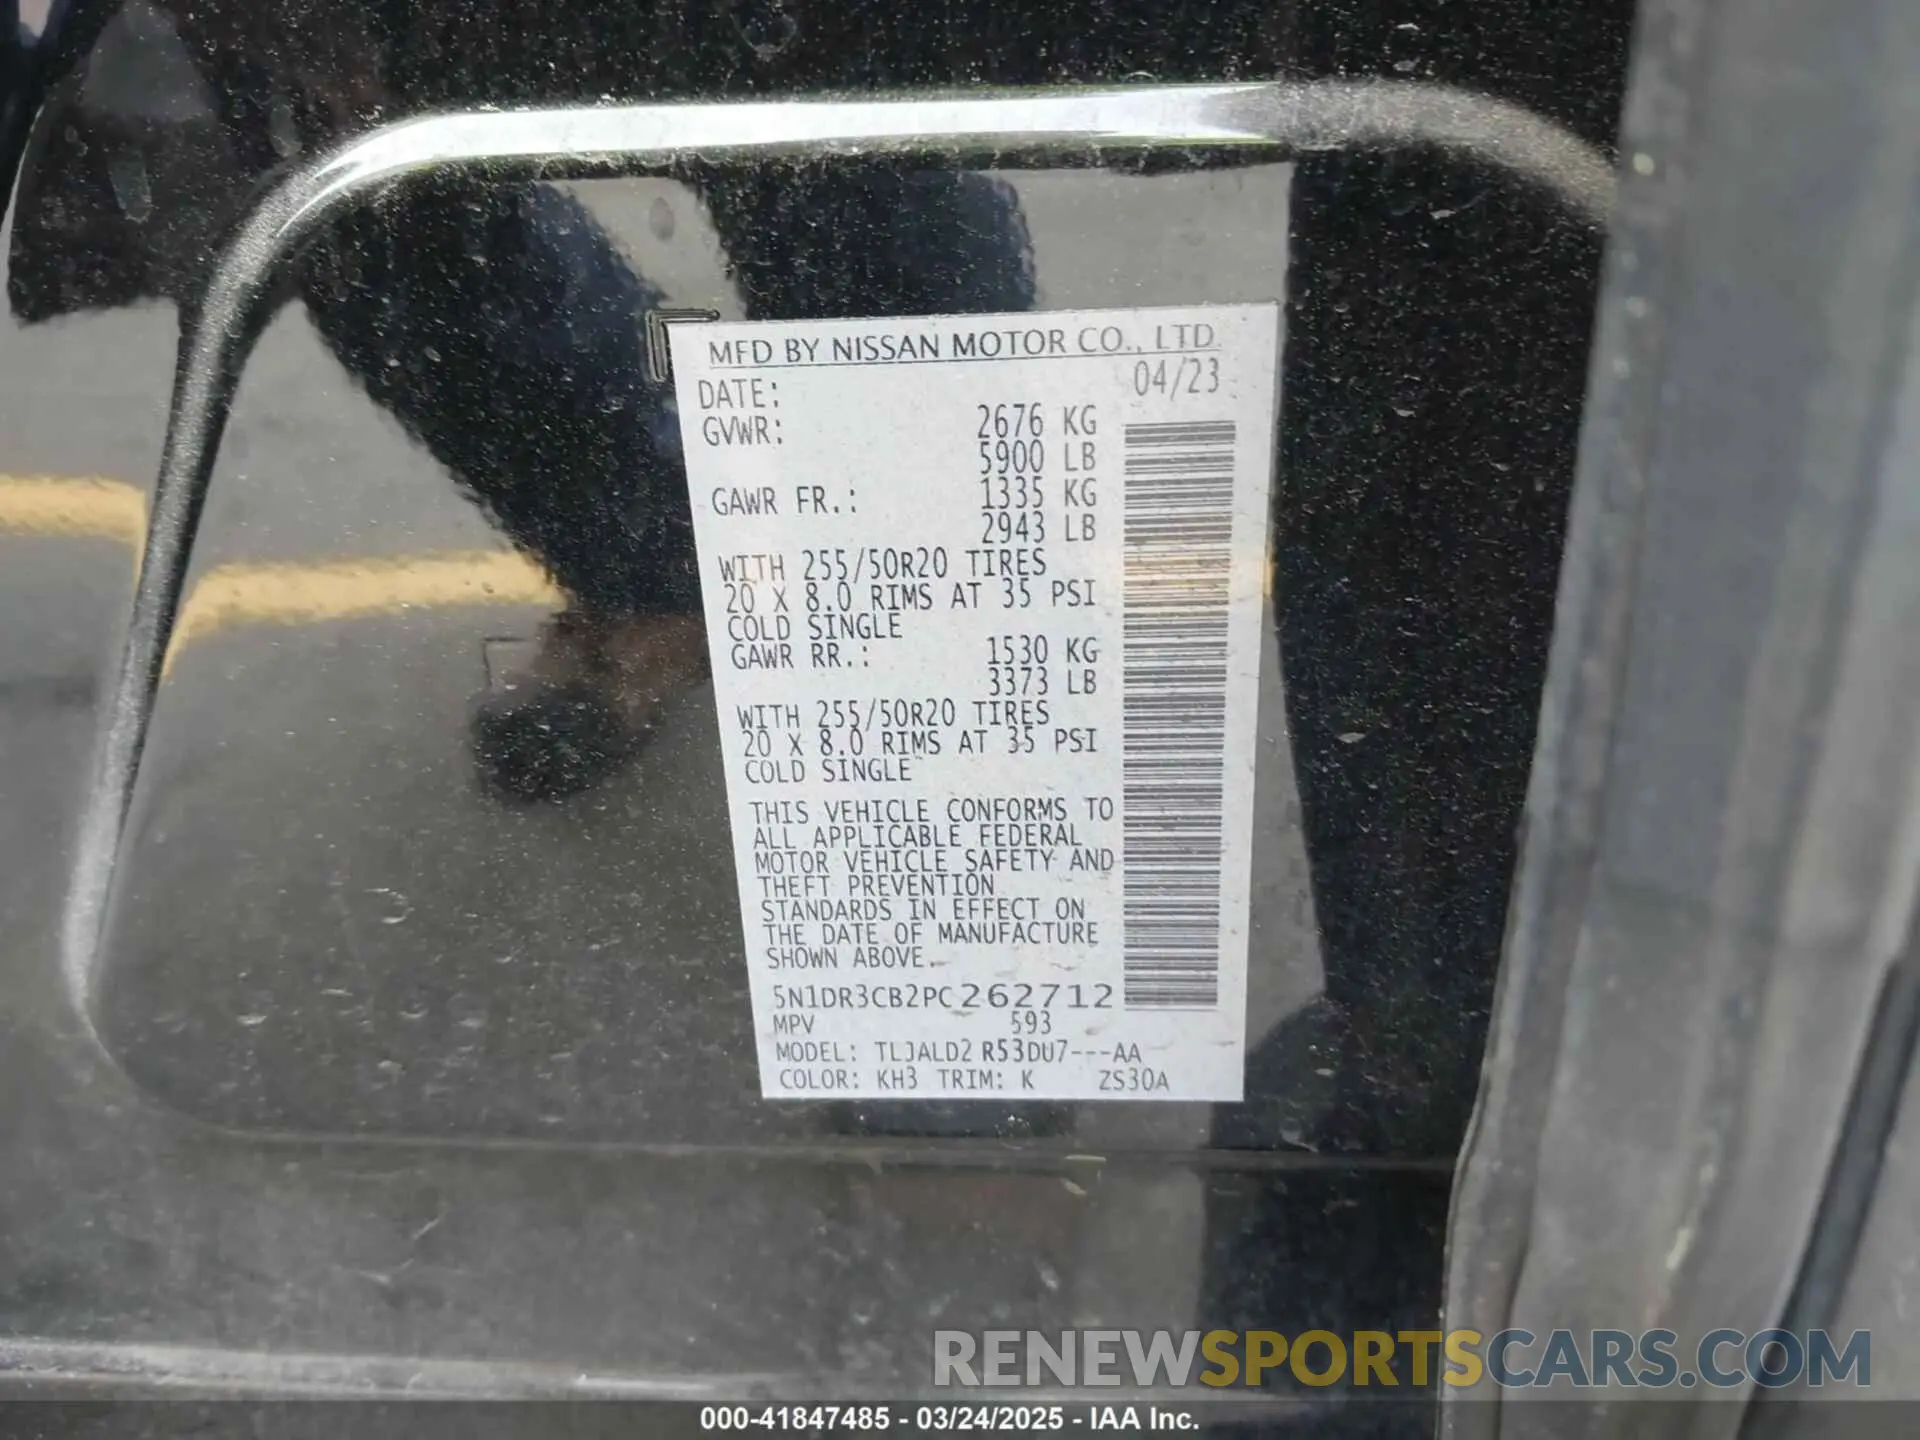 MFD BY NISSAN MOTOR CO., LTD.
DATE: 04/23
GVWR: 2676 KG
5900 LB
GAWR FR.: 1335 KG
2943 LB
WITH 255/50R20 TIRES
20 X 8.0 RIMS AT 35 PSI
COLD SINGLE
GAWR RR.: 1530 KG
3373 LB
WITH 255/50R20 TIRES
20 X 8.0 RIMS AT 35 PSI
COLD SINGLE
THIS VEHICLE CONFORMS TO
ALL APPLICABLE FEDERAL
MOTOR VEHICLE SAFETY AND
THEFT PREVENTION
STANDARDS IN EFFECT ON
THE DATE OF MANUFACTURE
SHOWN ABOVE.
5N1DR3CB2PC262712
MPV 593
MODEL: TLJALD2 R53DU7---AA
COLOR: KH3 TRIM: K ZS30A
RENEWSPORTSCARS.COM
000-41847485 - 03/24/2025 - IAA Inc.